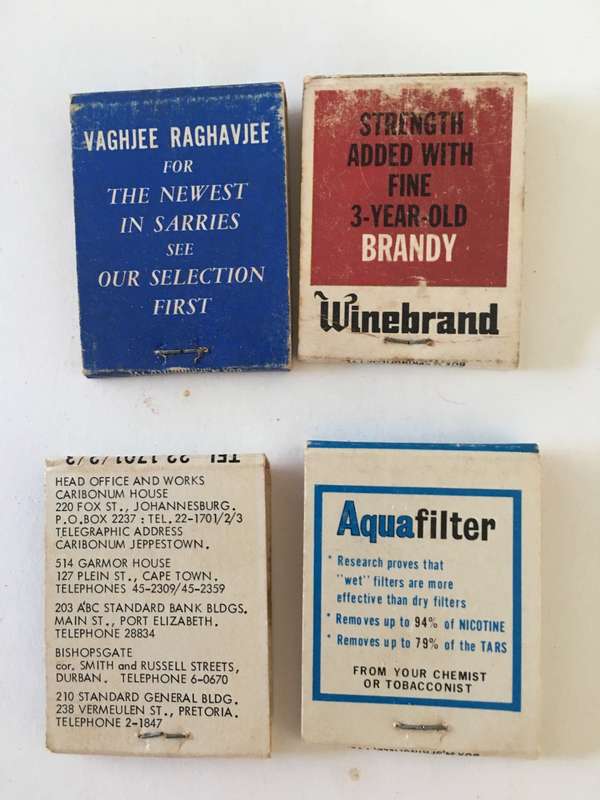 VAGHJEE RAGHAVJEE
FOR
THE NEWEST
IN SARRIES
SEE
OUR SELECTION
FIRST
STRENGTH
ADDED WITH
FINE
3-YEAR-OLD
BRANDY
Winebrand
TEL 22 1701/2/3
HEAD OFFICE AND WORKS
CARIBONUM HOUSE
220 FOX ST., JOHANNESBURG.
P.O.BOX 2237 : TEL. 22-1701/2/3
TELEGRAPHIC ADDRESS
CARIBONUM JEPPESTOWN.
514 GARMOR HOUSE
127 PLEIN ST., CAPE TOWN.
TELEPHONES 45-2309/45-2359
203 ABC STANDARD BANK BLDGS.
MAIN ST., PORT ELIZABETH.
TELEPHONE 28834
BISHOPSGATE
cor. SMITH and RUSSELL STREETS,
DURBAN. TELEPHONE 6-0670
210 STANDARD GENERAL BLDG.
238 VERMEULEN ST., PRETORIA.
TELEPHONE 2-1847
Aquafilter
* Research proves that
"wet" filters are more
effective than dry filters
* Removes up to 94% of NICOTINE
* Removes up to 79% of the TARS
FROM YOUR CHEMIST
OR TOBACCONIST